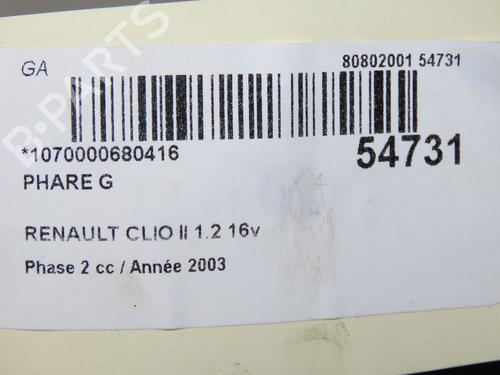 GA
80802001 54731
*1070000680416
54731
PHARE G
RENAULT CLIO II 1.2 16v
Phase 2 cc / Année 2003
B-PARTS